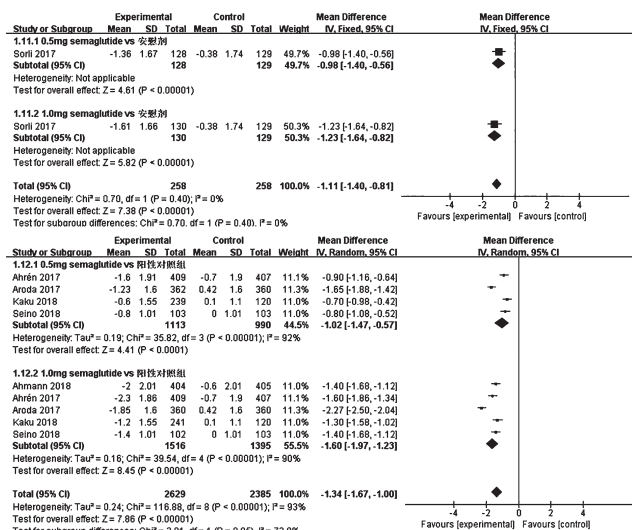 Experimental Control Mean Difference Mean Difference
Study or Subgroup Mean SD Total Mean SD Total Weight IV, Fixed, 95% CI IV, Fixed, 95% CI
1.11.1 0.5mg semaglutide vs 安慰剂
Sorli 2017 -1.36 1.67 128 -0.38 1.74 129 49.7% -0.98 [-1.40, -0.56]
Subtotal (95% CI) 128 129 49.7% -0.98 [-1.40, -0.56]
Heterogeneity: Not applicable
Test for overall effect: Z = 4.61 (P < 0.00001)
1.11.2 1.0mg semaglutide vs 安慰剂
Sorli 2017 -1.61 1.66 130 -0.38 1.74 129 50.3% -1.23 [-1.64, -0.82]
Subtotal (95% CI) 130 129 50.3% -1.23 [-1.64, -0.82]
Heterogeneity: Not applicable
Test for overall effect: Z = 5.82 (P < 0.00001)
Total (95% CI) 258 258 100.0% -1.11 [-1.40, -0.81]
Heterogeneity: Chi² = 0.70, df = 1 (P = 0.40); I² = 0%
Test for overall effect: Z = 7.38 (P < 0.00001)
Test for subgroup differences: Chi² = 0.70, df = 1 (P = 0.40), I² = 0%
-4 -2 0 2 4
Favours [experimental] Favours [control]
Experimental Control Mean Difference Mean Difference
Study or Subgroup Mean SD Total Mean SD Total Weight IV, Random, 95% CI IV, Random, 95% CI
1.12.1 0.5mg semaglutide vs 阳性对照组
Ahrén 2017 -1.6 1.91 409 -0.7 1.9 407 11.1% -0.90 [-1.16, -0.64]
Aroda 2017 -1.23 1.6 362 0.42 1.6 360 11.2% -1.65 [-1.88, -1.42]
Kaku 2018 -0.6 1.55 239 0.1 1.1 120 11.1% -0.70 [-0.98, -0.42]
Seino 2018 -0.8 1.01 103 0 1.01 103 11.1% -0.80 [-1.08, -0.52]
Subtotal (95% CI) 1113 990 44.5% -1.02 [-1.47, -0.57]
Heterogeneity: Tau² = 0.19; Chi² = 35.82, df = 3 (P < 0.00001); I² = 92%
Test for overall effect: Z = 4.41 (P < 0.0001)
1.12.2 1.0mg semaglutide vs 阳性对照组
Ahmann 2018 -2 2.01 404 -0.6 2.01 405 11.0% -1.40 [-1.68, -1.12]
Ahrén 2017 -2.3 1.86 409 -0.7 1.9 407 11.1% -1.60 [-1.86, -1.34]
Aroda 2017 -1.85 1.6 360 0.42 1.6 360 11.2% -2.27 [-2.50, -2.04]
Kaku 2018 -1.2 1.55 241 0.1 1.1 120 11.1% -1.30 [-1.58, -1.02]
Seino 2018 -1.4 1.01 102 0 1.01 103 11.0% -1.40 [-1.68, -1.12]
Subtotal (95% CI) 1516 1395 55.5% -1.60 [-1.97, -1.23]
Heterogeneity: Tau² = 0.16; Chi² = 39.54, df = 4 (P < 0.00001); I² = 90%
Test for overall effect: Z = 8.45 (P < 0.00001)
Total (95% CI) 2629 2385 100.0% -1.34 [-1.67, -1.00]
Heterogeneity: Tau² = 0.24; Chi² = 116.88, df = 8 (P < 0.00001); I² = 93%
Test for overall effect: Z = 7.86 (P < 0.00001)
-4 -2 0 2 4
Favours [experimental] Favours [control]